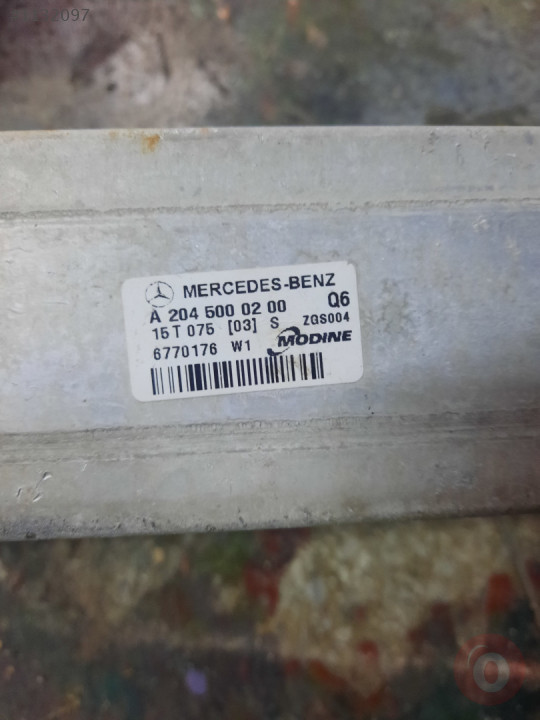 MERCEDES-BENZ
A 204 500 02 00 Q6
15 T 075 [03] S ZGS004
6770176 W1 MODINE